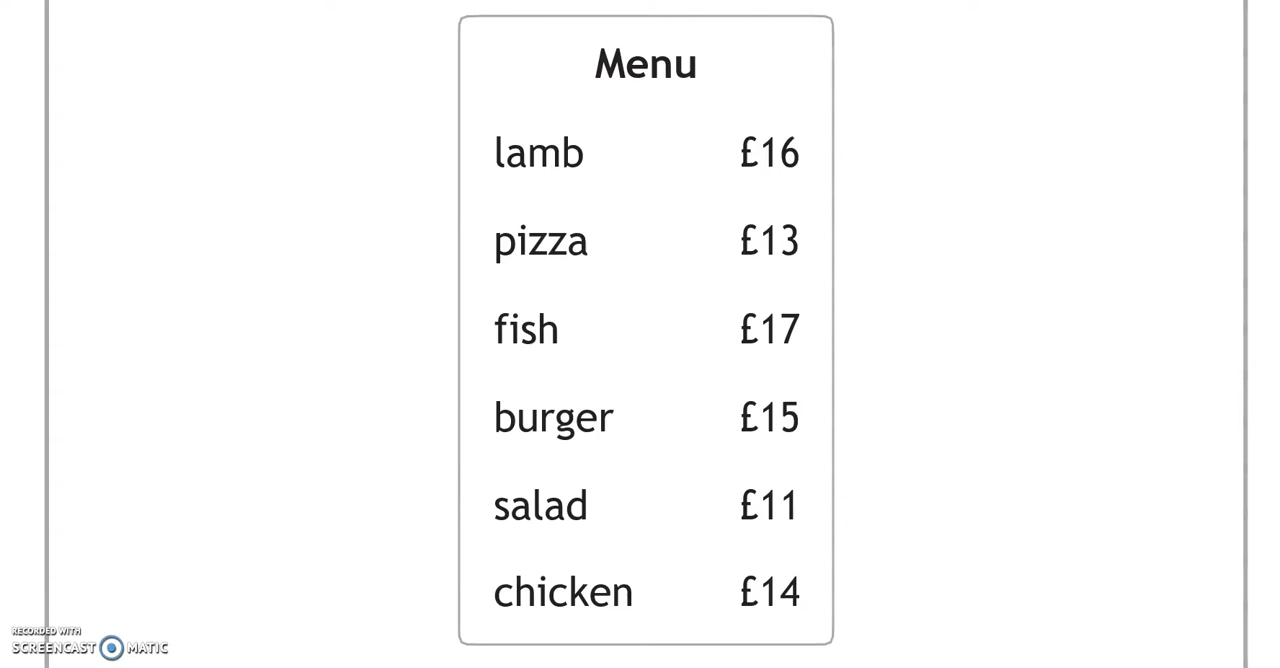 Menu
lamb £16
pizza £13
fish £17
burger £15
salad £11
chicken £14
RECORDED WITH
SCREENCAST MATIC